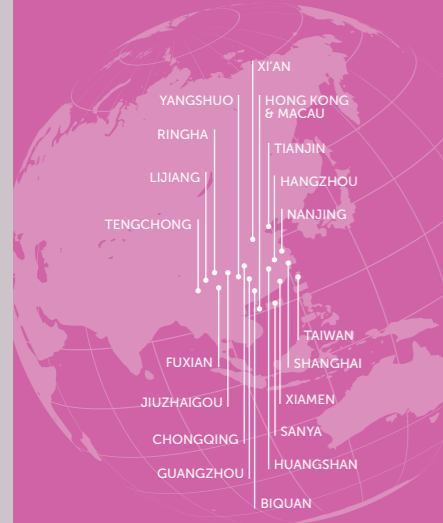 XI'AN
YANGSHUO
HONG KONG
& MACAU
RINGHA
TIANJIN
LIJIANG
HANGZHOU
NANJING
TENGCHONG
TAIWAN
FUXIAN
SHANGHAI
JIUZHAIGOU
XIAMEN
SANYA
CHONGQING
HUANGSHAN
GUANGZHOU
BIQUAN